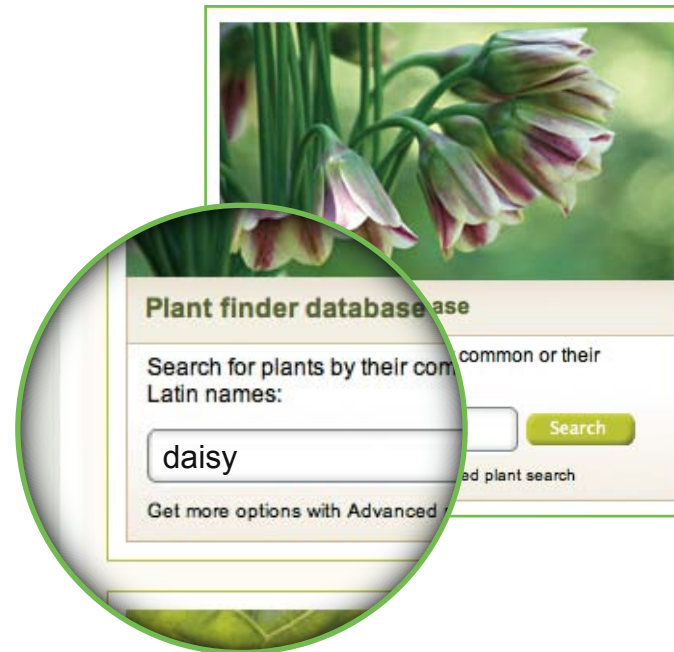 Plant finder database ase
Search for plants by their com common or their
Latin names:
daisy Search
Get more options with Advanced ed plant search